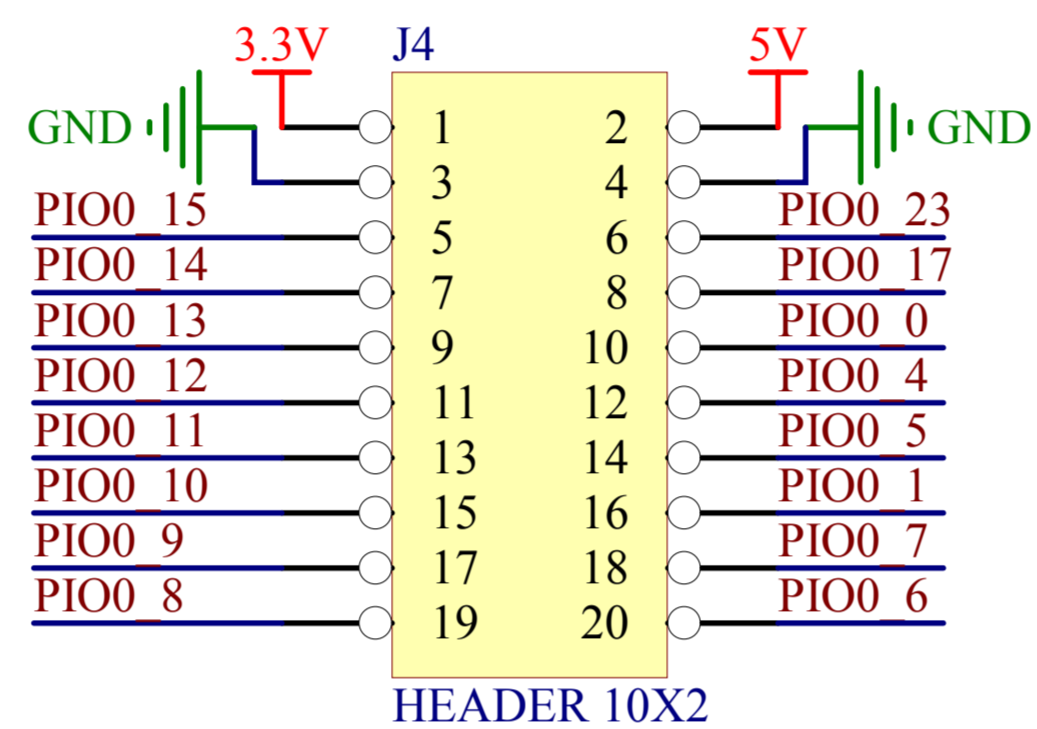 3.3V J4 5V
GND 1 2 GND
3 4
PIO0_15 5 6 PIO0_23
PIO0_14 7 8 PIO0_17
PIO0_13 9 10 PIO0_0
PIO0_12 11 12 PIO0_4
PIO0_11 13 14 PIO0_5
PIO0_10 15 16 PIO0_1
PIO0_9 17 18 PIO0_7
PIO0_8 19 20 PIO0_6
HEADER 10X2